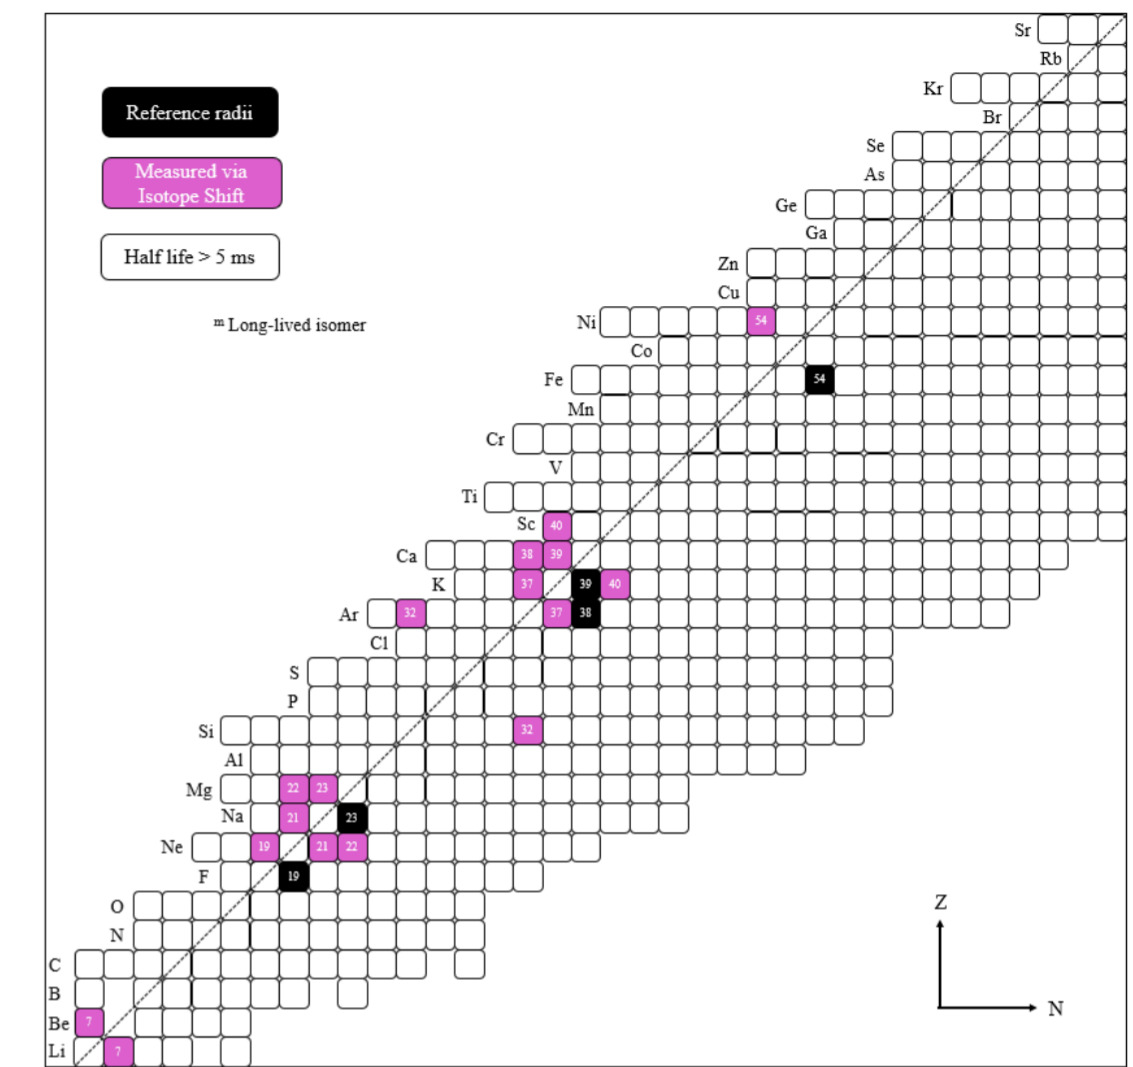 Sr
Rb
Kr
Br
Reference radii
Se
Measured via
Isotope Shift
As
Ge
Ga
Half life > 5 ms
Zn
Cu
ᵐ Long-lived isomer
Ni 54
Co
Fe 54
Mn
Cr
V
Ti
Sc 40
Ca 38 39
K 37 39 40
Ar 32 37 38
Cl
S
P
Si 32
Al
Mg 22 23
Na 21 23
Ne 19 21 22
F 19
O
Z
N
C
B
N
Be 7
Li 7